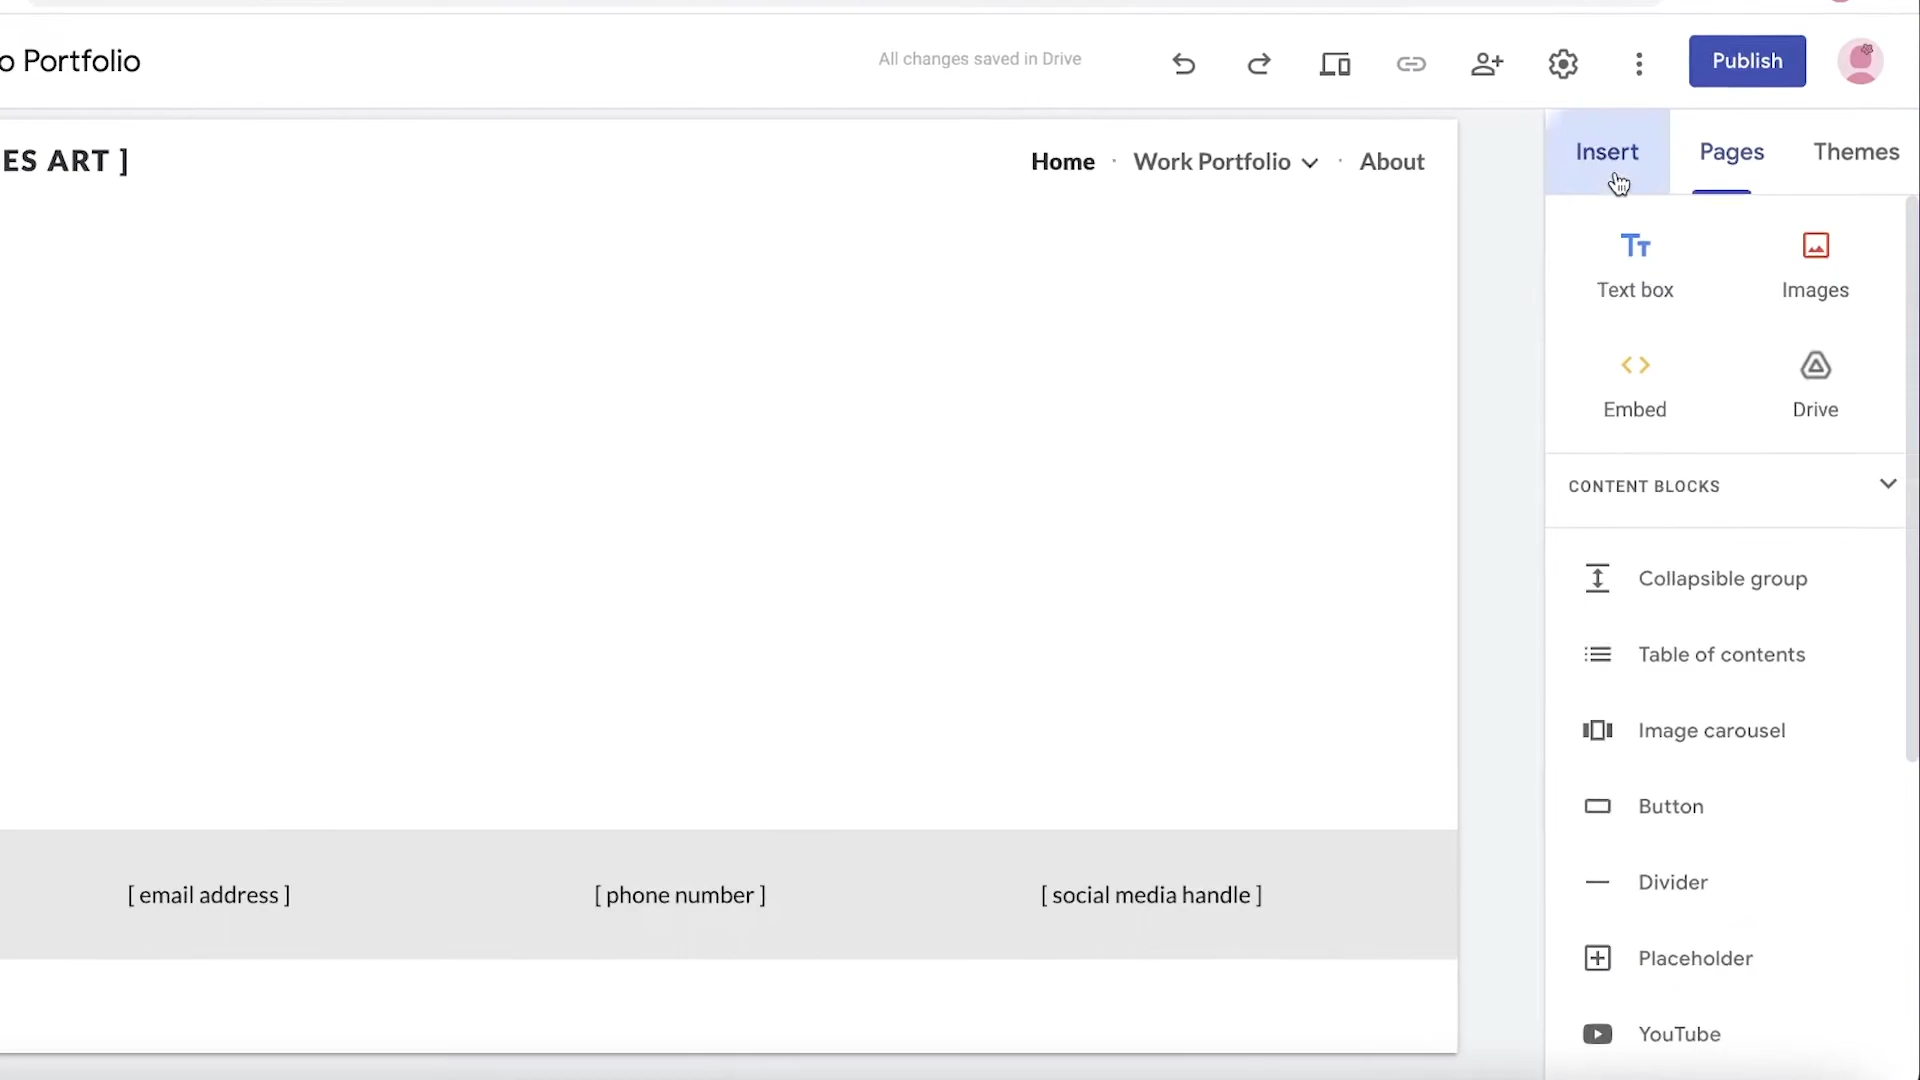 o Portfolio
All changes saved in Drive
Publish
ES ART ]
Home · Work Portfolio · About
Insert
Pages
Themes
Text box
Images
Embed
Drive
CONTENT BLOCKS
Collapsible group
Table of contents
Image carousel
Button
Divider
Placeholder
YouTube
[ email address ]
[ phone number ]
[ social media handle ]